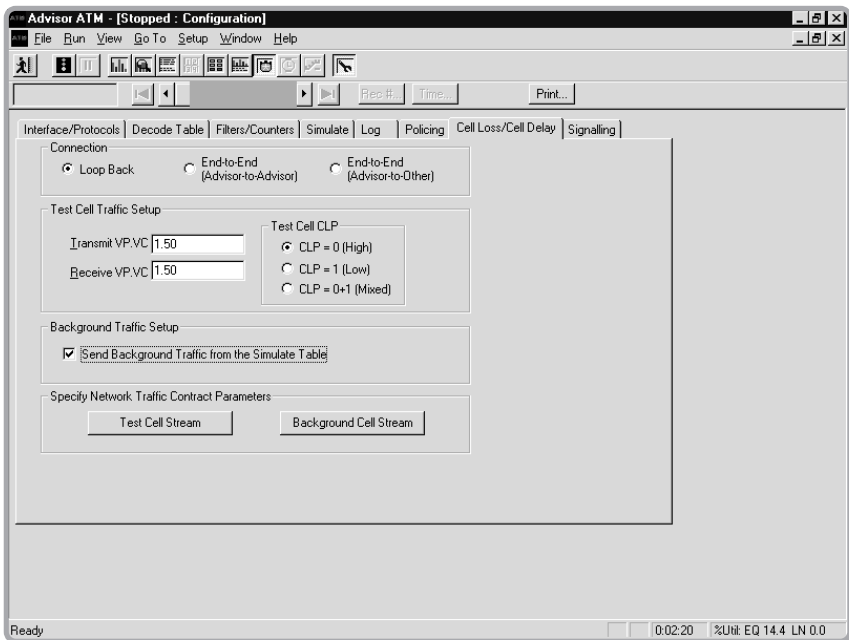 Advisor ATM - [Stopped : Configuration]
File Run View Go To Setup Window Help
Rec #... Time... Print...
Interface/Protocols Decode Table Filters/Counters Simulate Log Policing Cell Loss/Cell Delay Signalling
Connection
Loop Back
End-to-End
(Advisor-to-Advisor)
End-to-End
(Advisor-to-Other)
Test Cell Traffic Setup
Transmit VP.VC 1.50
Receive VP.VC 1.50
Test Cell CLP
CLP = 0 (High)
CLP = 1 (Low)
CLP = 0+1 (Mixed)
Background Traffic Setup
Send Background Traffic from the Simulate Table
Specify Network Traffic Contract Parameters
Test Cell Stream Background Cell Stream
Ready 0:02:20 %Util: EQ 14.4 LN 0.0